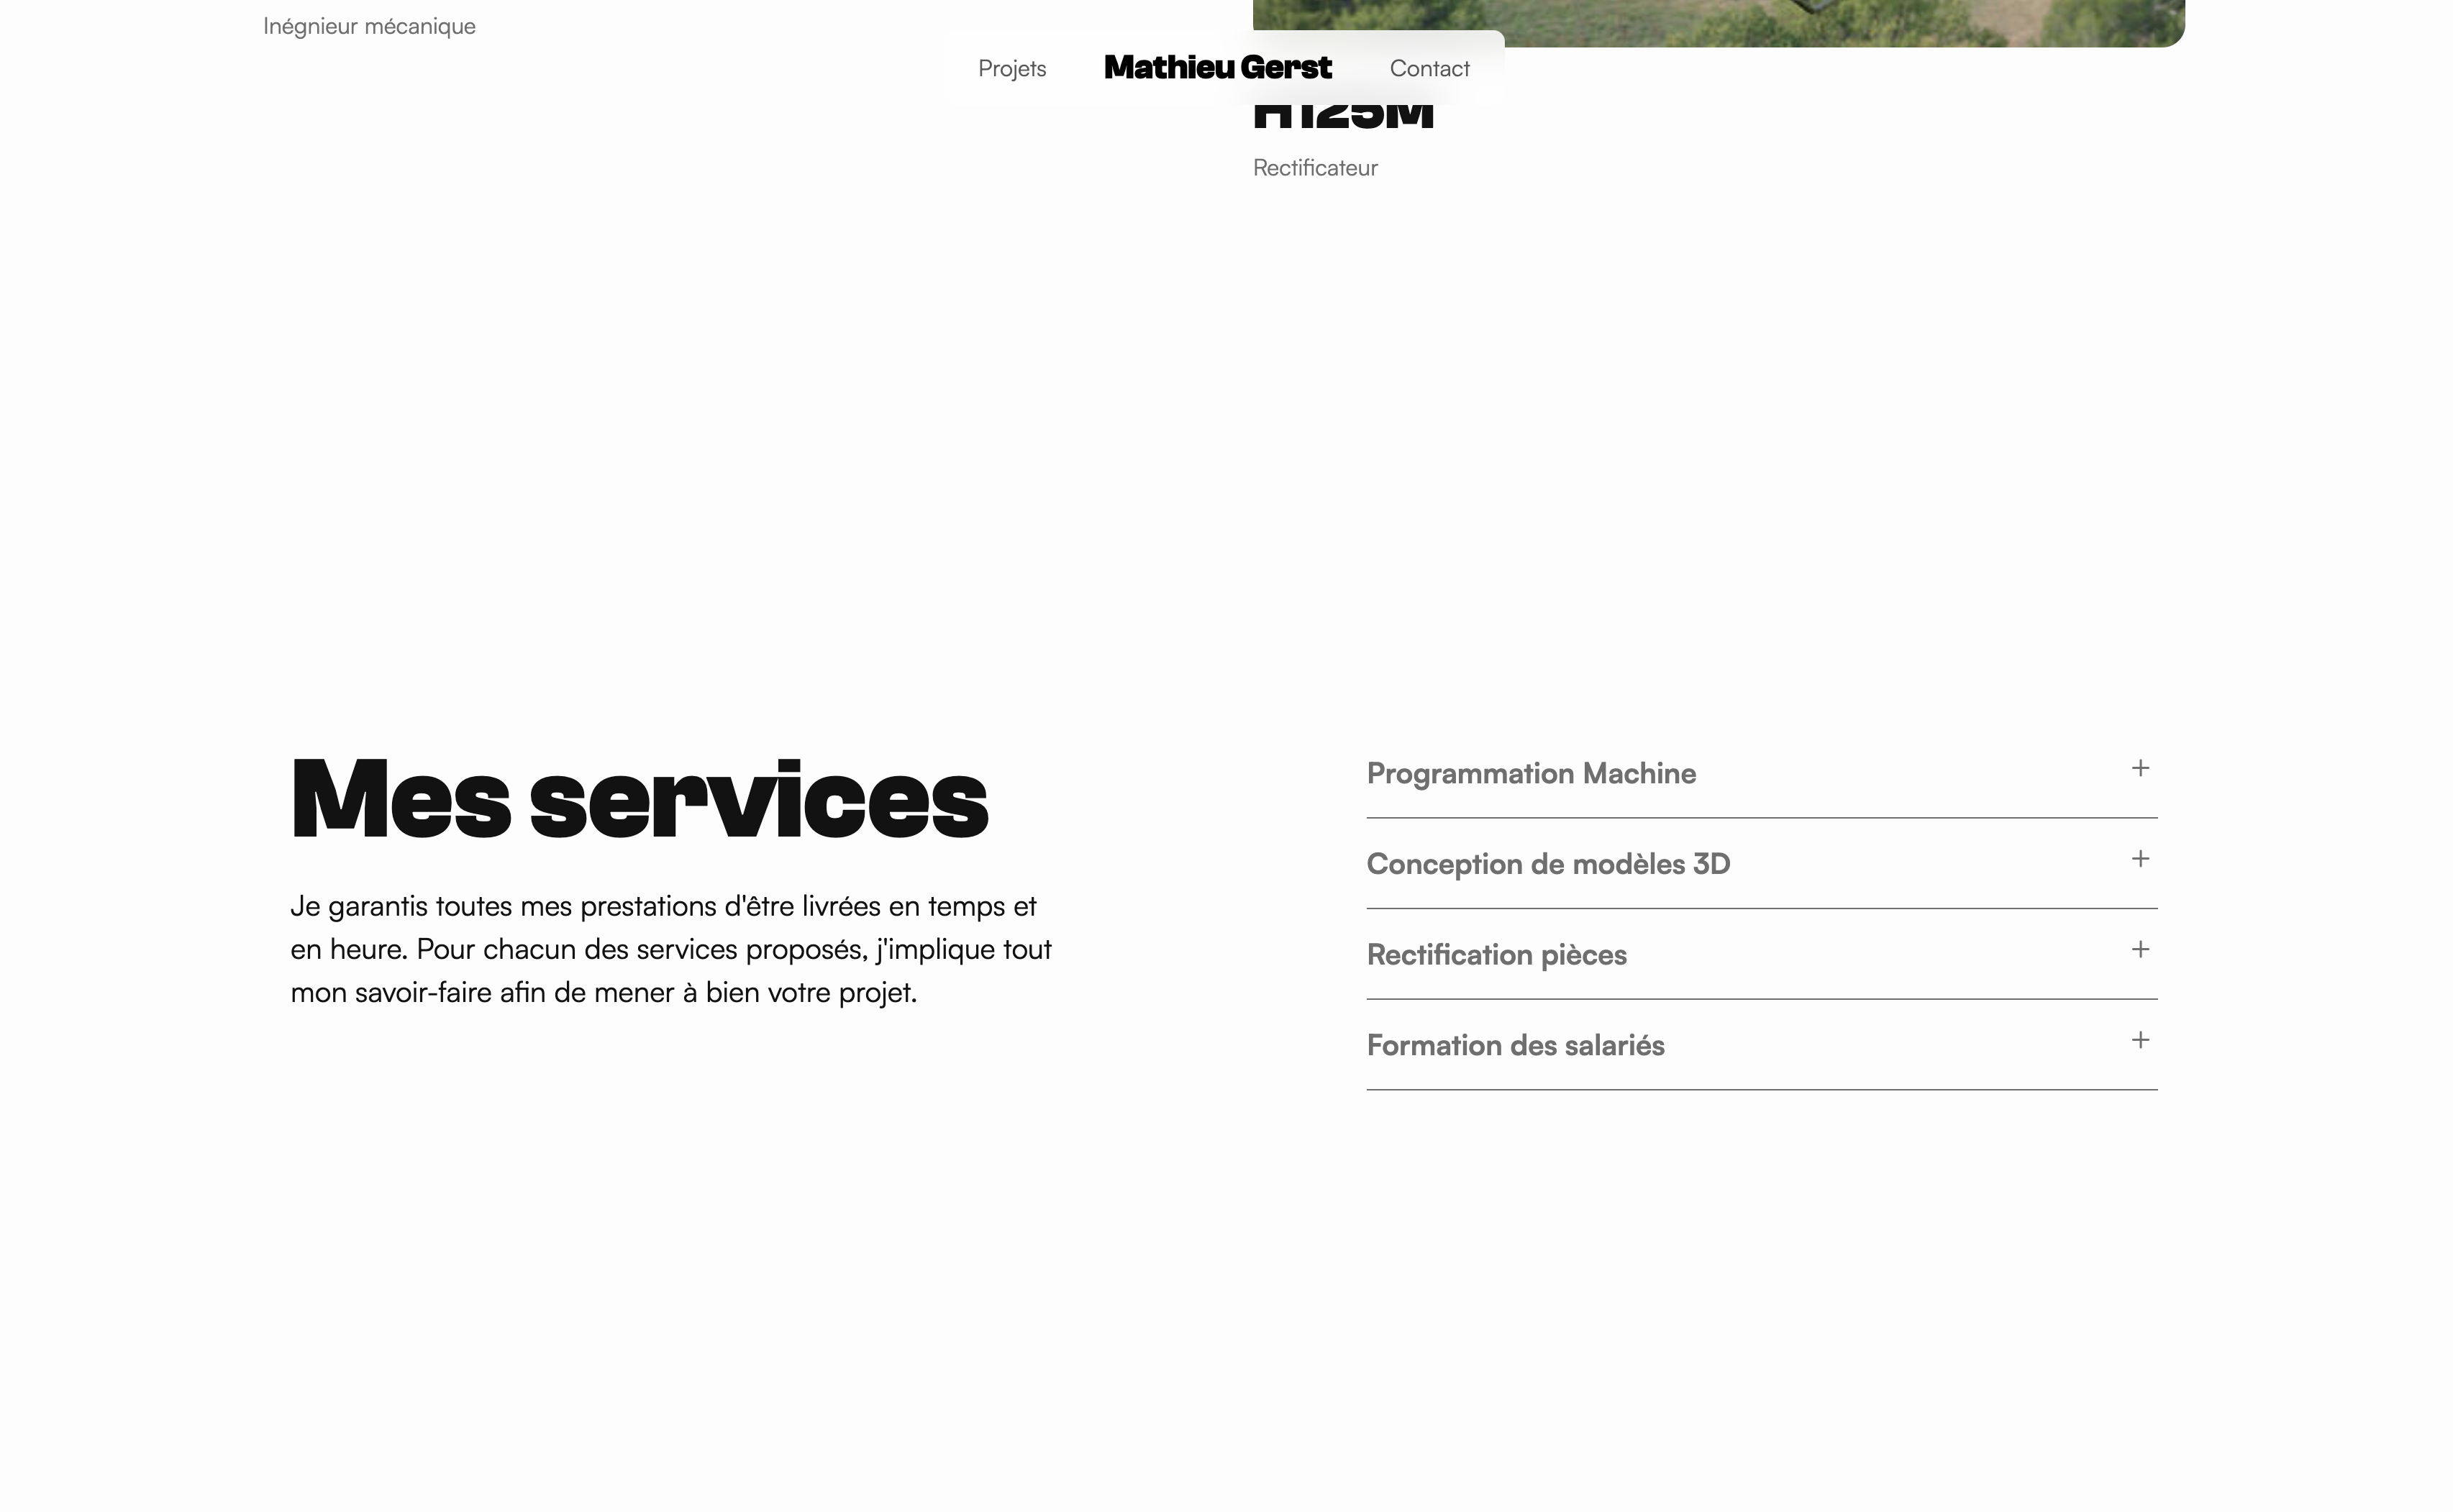 Inégnieur mécanique
Projets
Mathieu Gerst
Contact
H125M
Rectificateur
Mes services
Je garantis toutes mes prestations d'être livrées en temps et
en heure. Pour chacun des services proposés, j'implique tout
mon savoir-faire afin de mener à bien votre projet.
Programmation Machine
Conception de modèles 3D
Rectification pièces
Formation des salariés